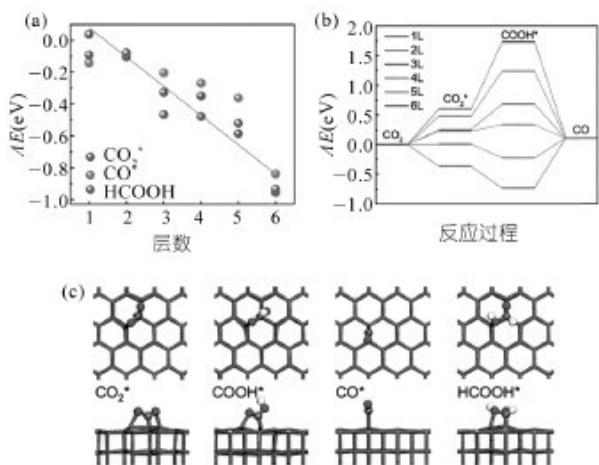 (a)
0.0
−0.2
−0.4
−0.6
−0.8
−1.0
ΔE(eV)
CO₂*
CO*
HCOOH
1 2 3 4 5 6
层数
(b)
2.0
1.5
1.0
0.5
0.0
−0.5
−1.0
ΔE(eV)
1L
2L
3L
4L
5L
6L
COOH*
CO₂*
CO₂
CO
反应过程
(c)
CO₂* COOH* CO* HCOOH*